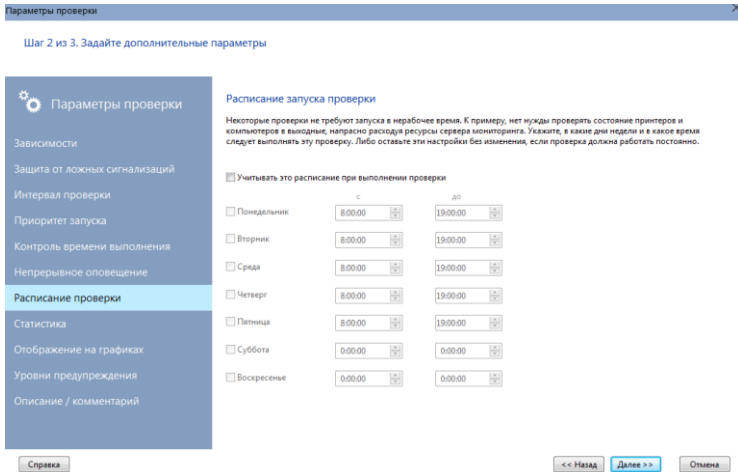 Параметры проверки
Шаг 2 из 3. Задайте дополнительные параметры
Параметры проверки
Зависимости
Защита от ложных сигнализаций
Интервал проверки
Приоритет запуска
Контроль времени выполнения
Непрерывное оповещение
Расписание проверки
Статистика
Отображение на графиках
Уровни предупреждения
Описание / комментарий
Расписание запуска проверки
Некоторые проверки не требуют запуска в нерабочее время. К примеру, нет нужды проверять состояние принтеров и
компьютеров в выходные, напрасно расходуя ресурсы сервера мониторинга. Укажите, в какие дни недели и в какое время
следует выполнять эту проверку. Либо оставьте эти настройки без изменения, если проверка должна работать постоянно.
Учитывать это расписание при выполнении проверки
с до
Понедельник 8:00:00 19:00:00
Вторник 8:00:00 19:00:00
Среда 8:00:00 19:00:00
Четверг 8:00:00 19:00:00
Пятница 8:00:00 19:00:00
Суббота 0:00:00 0:00:00
Воскресенье 0:00:00 0:00:00
Справка << Назад Далее >> Отмена